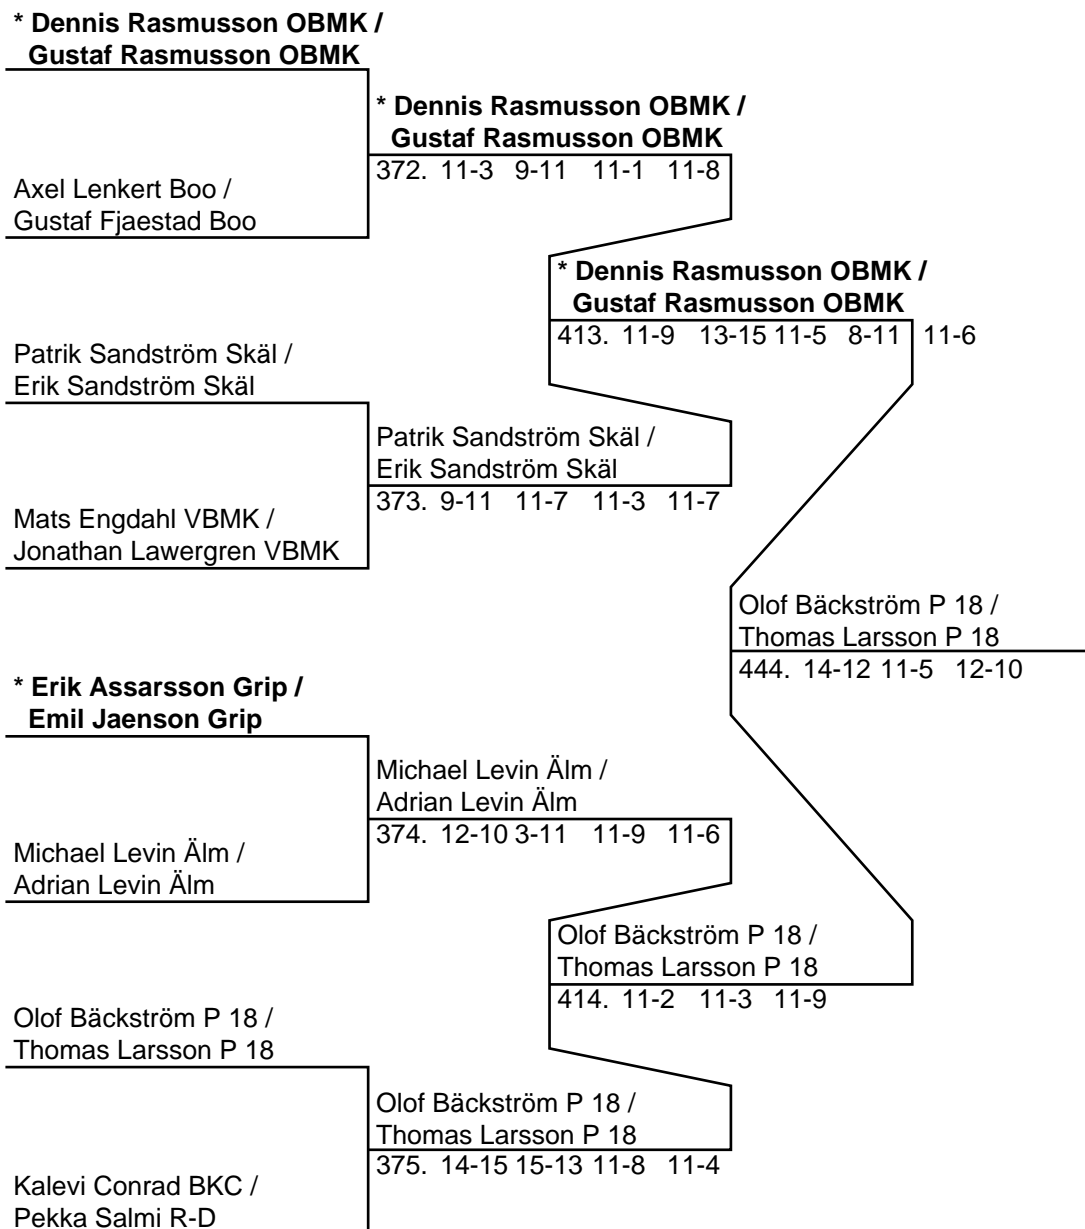 * Dennis Rasmusson OBMK /
Gustaf Rasmusson OBMK
* Dennis Rasmusson OBMK /
Gustaf Rasmusson OBMK
372. 11-3 9-11 11-1 11-8
Axel Lenkert Boo /
Gustaf Fjaestad Boo
* Dennis Rasmusson OBMK /
Gustaf Rasmusson OBMK
413. 11-9 13-15 11-5 8-11 11-6
Patrik Sandström Skäl /
Erik Sandström Skäl
Patrik Sandström Skäl /
Erik Sandström Skäl
373. 9-11 11-7 11-3 11-7
Mats Engdahl VBMK /
Jonathan Lawergren VBMK
Olof Bäckström P 18 /
Thomas Larsson P 18
444. 14-12 11-5 12-10
* Erik Assarsson Grip /
Emil Jaenson Grip
Michael Levin Älm /
Adrian Levin Älm
374. 12-10 3-11 11-9 11-6
Michael Levin Älm /
Adrian Levin Älm
Olof Bäckström P 18 /
Thomas Larsson P 18
414. 11-2 11-3 11-9
Olof Bäckström P 18 /
Thomas Larsson P 18
Olof Bäckström P 18 /
Thomas Larsson P 18
375. 14-15 15-13 11-8 11-4
Kalevi Conrad BKC /
Pekka Salmi R-D